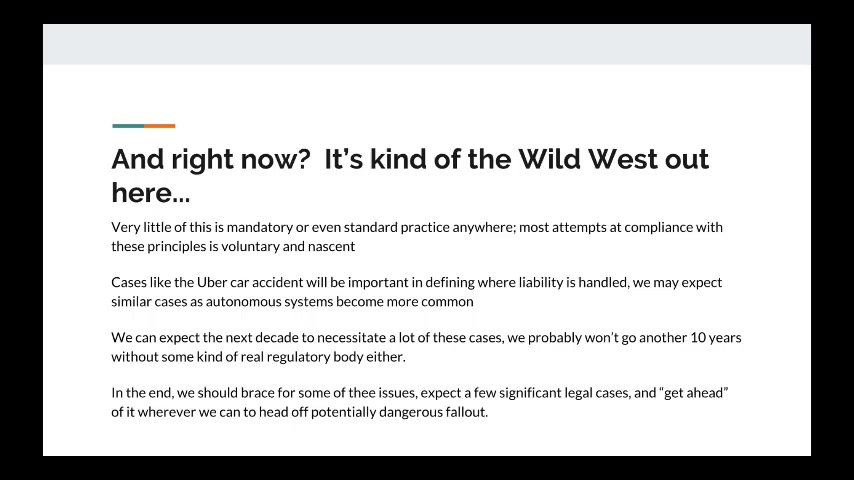 And right now?  It's kind of the Wild West out
here...
Very little of this is mandatory or even standard practice anywhere; most attempts at compliance with
these principles is voluntary and nascent
Cases like the Uber car accident will be important in defining where liability is handled, we may expect
similar cases as autonomous systems become more common
We can expect the next decade to necessitate a lot of these cases, we probably won't go another 10 years
without some kind of real regulatory body either.
In the end, we should brace for some of thee issues, expect a few significant legal cases, and “get ahead”
of it wherever we can to head off potentially dangerous fallout.